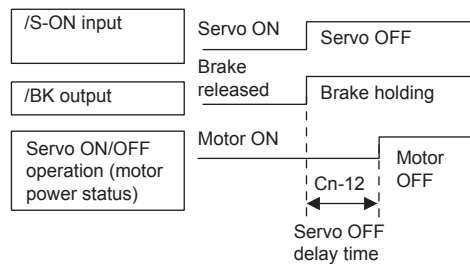 /S-ON input
Servo ON
Servo OFF
Brake
released
/BK output
Brake holding
Servo ON/OFF
operation (motor
power status)
Motor ON
Motor
OFF
Cn-12
Servo OFF
delay time